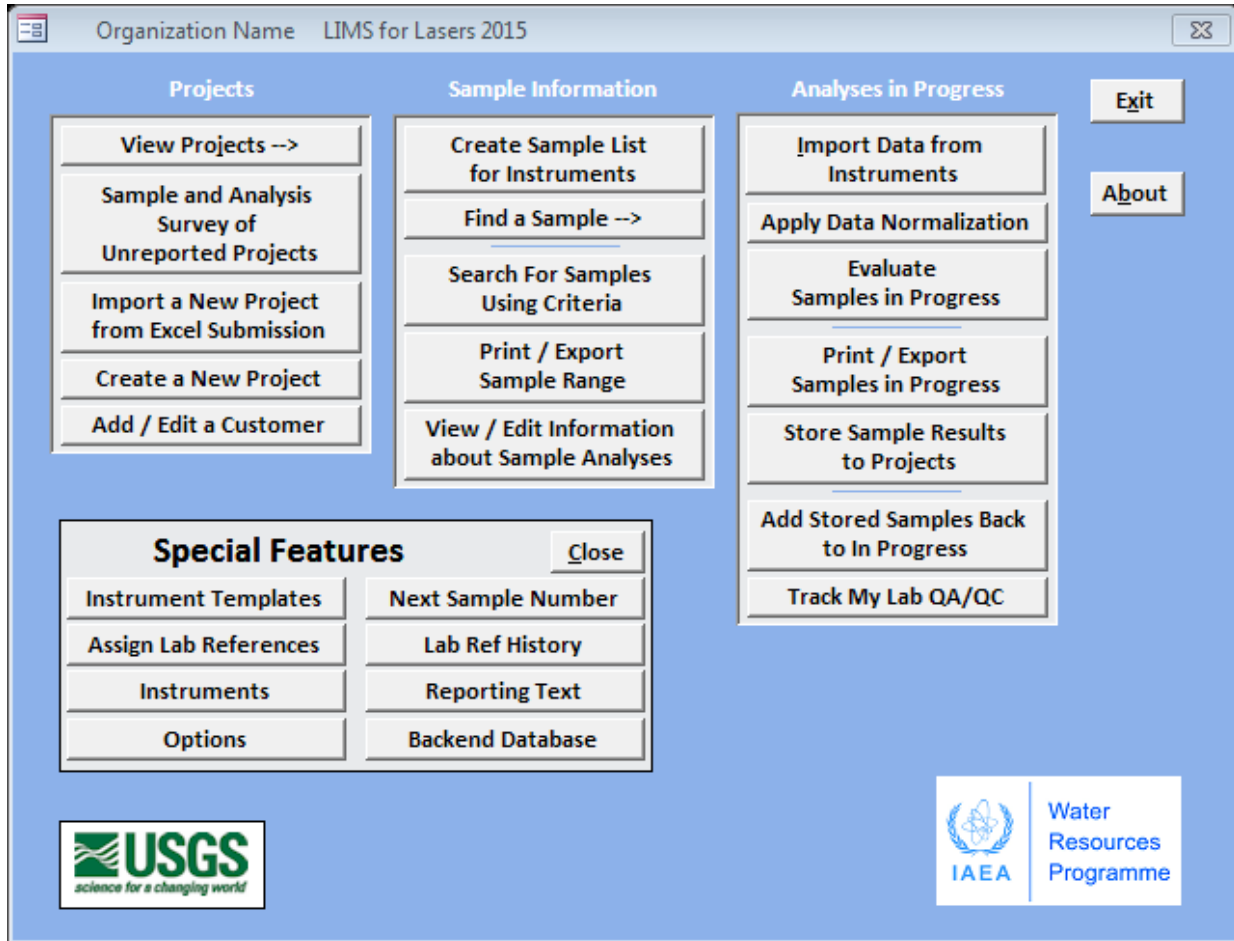 Organization Name LIMS for Lasers 2015
Projects
View Projects -->
Sample and Analysis
Survey of
Unreported Projects
Import a New Project
from Excel Submission
Create a New Project
Add / Edit a Customer
Sample Information
Create Sample List
for Instruments
Find a Sample -->
Search For Samples
Using Criteria
Print / Export
Sample Range
View / Edit Information
about Sample Analyses
Analyses in Progress
Import Data from
Instruments
Apply Data Normalization
Evaluate
Samples in Progress
Print / Export
Samples in Progress
Store Sample Results
to Projects
Add Stored Samples Back
to In Progress
Track My Lab QA/QC
Exit
About
Special Features
Close
Instrument Templates
Next Sample Number
Assign Lab References
Lab Ref History
Instruments
Reporting Text
Options
Backend Database
USGS
science for a changing world
IAEA
Water
Resources
Programme